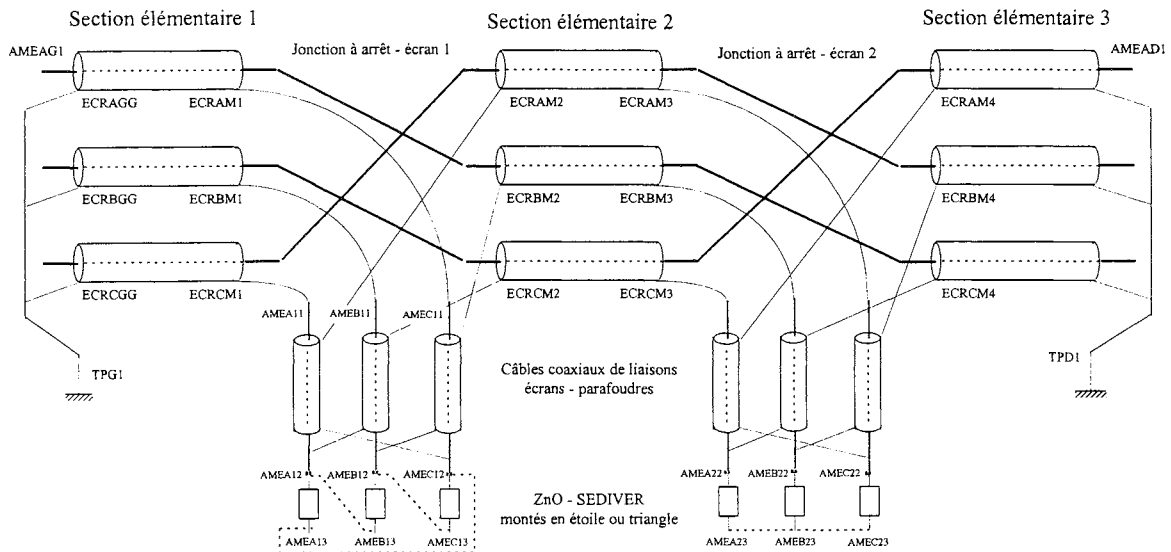 Section élémentaire 1
Section élémentaire 2
Section élémentaire 3
AMEAG1
Jonction à arrêt - écran 1
Jonction à arrêt - écran 2
AMEAD1
ECRAGG
ECRAM1
ECRAM2
ECRAM3
ECRAM4
ECRBGG
ECRBM1
ECRBM2
ECRBM3
ECRBM4
ECRCGG
ECRCM1
ECRCM2
ECRCM3
ECRCM4
AMEA11
AMEB11
AMEC11
TPG1
Câbles coaxiaux de liaisons
écrans - parafoudres
TPD1
AMEA12
AMEB12
AMEC12
AMEA22
AMEB22
AMEC22
ZnO - SEDIVER
montés en étoile ou triangle
AMEA13
AMEB13
AMEC13
AMEA23
AMEB23
AMEC23